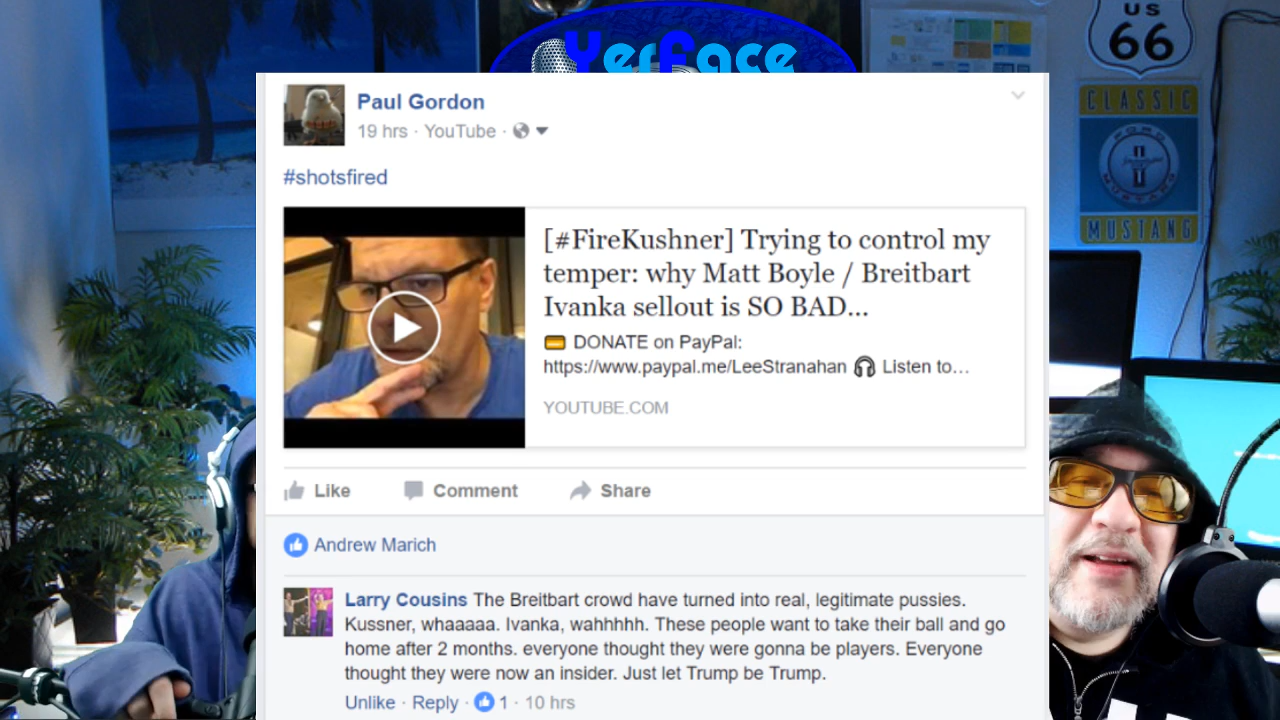 US
66
YerFace
CLASSIC
FORD
MUSTANG
Paul Gordon
19 hrs · YouTube ·
#shotsfired
[#FireKushner] Trying to control my
temper: why Matt Boyle / Breitbart
Ivanka sellout is SO BAD...
DONATE on PayPal:
https://www.paypal.me/LeeStranahan Listen to…
YOUTUBE.COM
Like Comment Share
Andrew Marich
Larry Cousins The Breitbart crowd have turned into real, legitimate pussies.
Kussner, whaaaaa. Ivanka, wahhhhh. These people want to take their ball and go
home after 2 months. everyone thought they were gonna be players. Everyone
thought they were now an insider. Just let Trump be Trump.
Unlike · Reply · 1 · 10 hrs